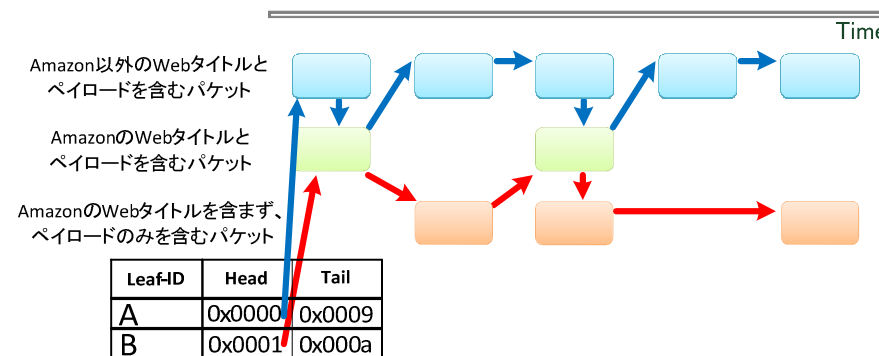 Time
Amazon以外のWebタイトルと
ペイロードを含むパケット
AmazonのWebタイトルと
ペイロードを含むパケット
AmazonのWebタイトルを含まず、
ペイロードのみを含むパケット
Leaf-ID Head Tail
A 0x0000 0x0009
B 0x0001 0x000a